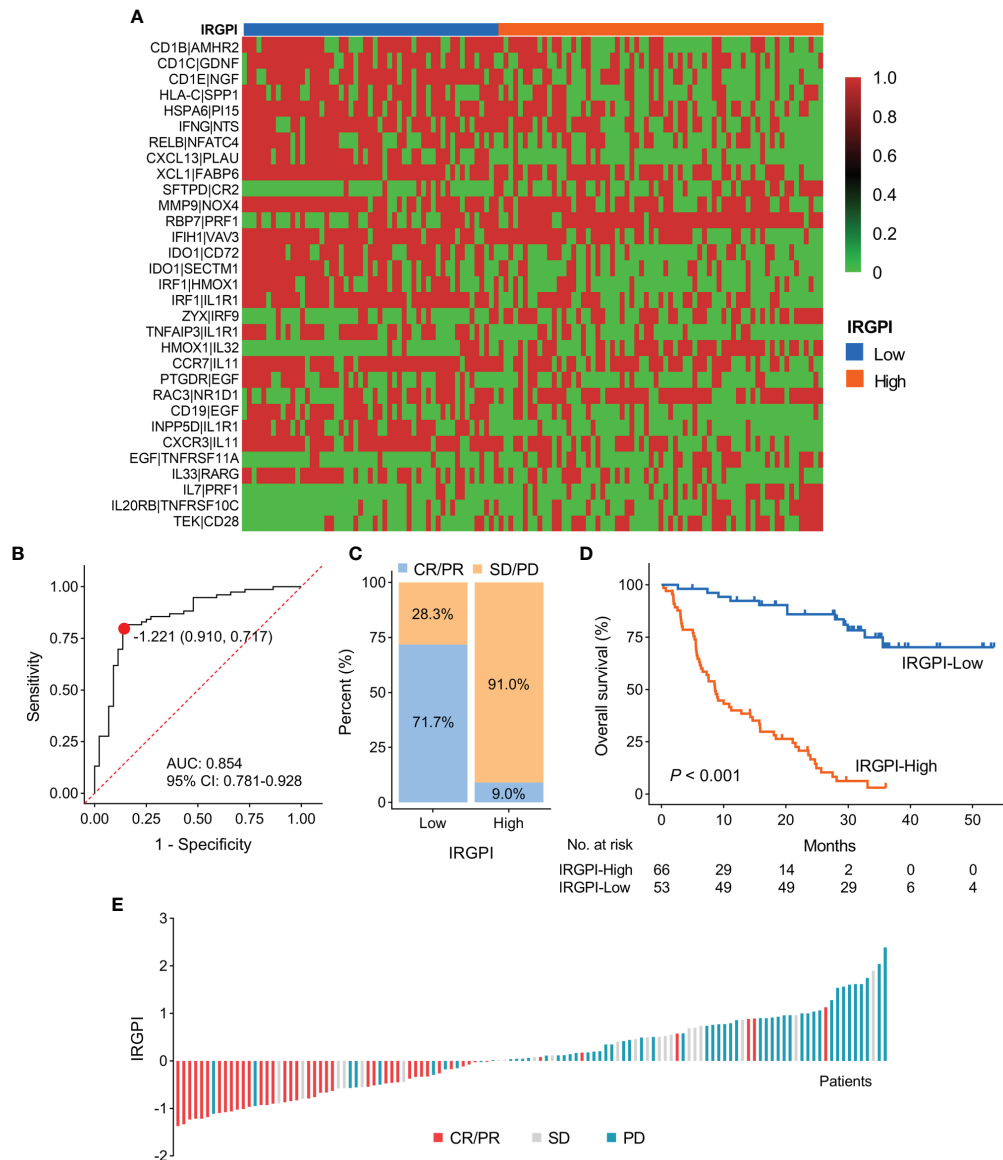 A
IRGPI
CD1B|AMHR2
CD1C|GDNF
CD1E|NGF
HLA-C|SPP1
HSPA6|PI15
IFNG|NTS
RELB|NFATC4
CXCL13|PLAU
XCL1|FABP6
SFTPD|CR2
MMP9|NOX4
RBP7|PRF1
IFIH1|VAV3
IDO1|CD72
IDO1|SECTM1
IRF1|HMOX1
IRF1|IL1R1
ZYX|IRF9
TNFAIP3|IL1R1
HMOX1|IL32
CCR7|IL11
PTGDR|EGF
RAC3|NR1D1
CD19|EGF
INPP5D|IL1R1
CXCR3|IL11
EGF|TNFRSF11A
IL33|RARG
IL7|PRF1
IL20RB|TNFRSF10C
TEK|CD28
1.0
0.8
0.6
0.4
0.2
0
IRGPI
Low
High
B
1.00
0.75
0.50
0.25
0.00
Sensitivity
-1.221 (0.910, 0.717)
AUC: 0.854
95% CI: 0.781-0.928
0.00 0.25 0.50 0.75 1.00
1 - Specificity
C
CR/PR SD/PD
100
75
50
25
0
Percent (%)
28.3%
71.7%
91.0%
9.0%
Low High
IRGPI
D
100
75
50
25
0
Overall survival (%)
IRGPI-Low
IRGPI-High
P < 0.001
0 10 20 30 40 50
No. at risk Months
IRGPI-High 66 29 14 2 0 0
IRGPI-Low 53 49 49 29 6 4
E
3
2
1
0
-1
-2
IRGPI
Patients
CR/PR SD PD